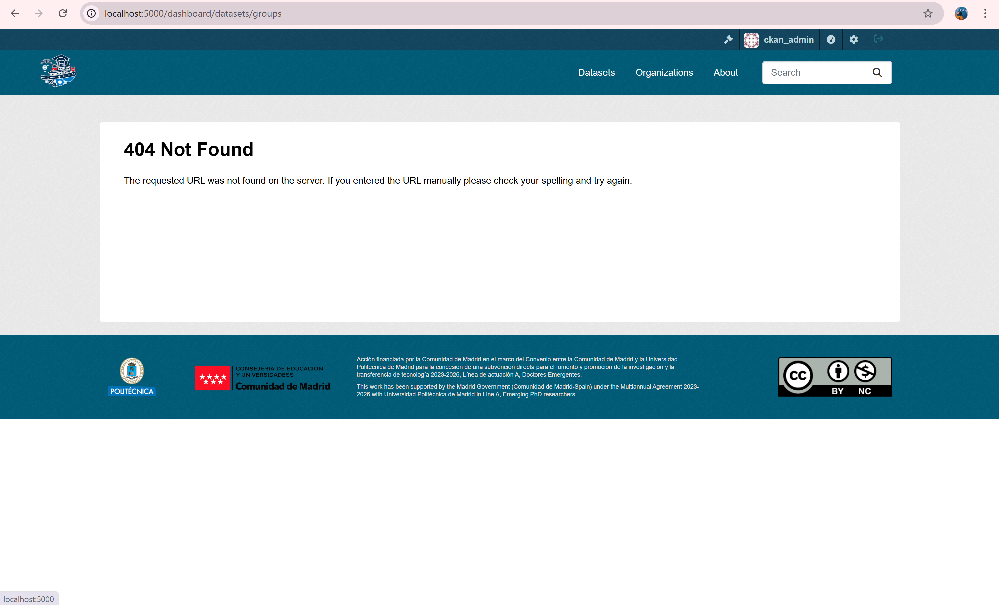 localhost:5000/dashboard/datasets/groups
ckan_admin
Datasets
Organizations
About
Search
404 Not Found
The requested URL was not found on the server. If you entered the URL manually please check your spelling and try again.
POLITÉCNICA
CONSEJERÍA DE EDUCACIÓN
Y UNIVERSIDADESS
Comunidad de Madrid
Acción financiada por la Comunidad de Madrid en el marco del Convenio entre la Comunidad de Madrid y la Universidad
Politécnica de Madrid para la concesión de una subvención directa para el fomento y promoción de la investigación y la
transferencia de tecnología 2023-2026, Línea de actuación A, Doctores Emergentes.
This work has been supported by the Madrid Government (Comunidad de Madrid-Spain) under the Multiannual Agreement 2023-
2026 with Universidad Politécnica de Madrid in Line A, Emerging PhD researchers.
CC
BY NC
localhost:5000